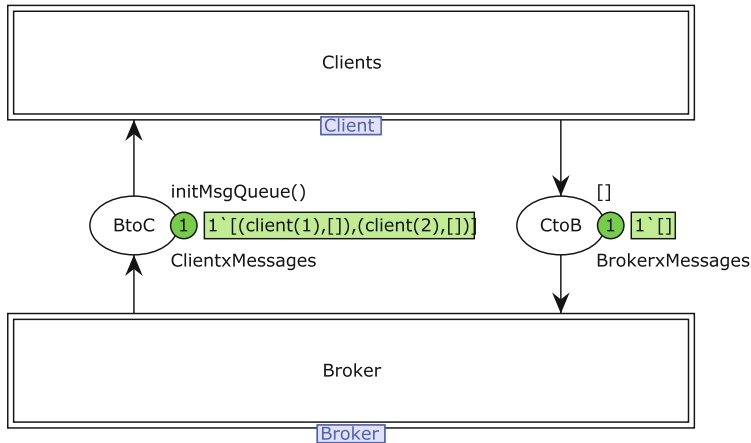 Clients
Client
initMsgQueue()
[]
BtoC
1
1`[(client(1),[]),(client(2),[])]
CtoB
1
1`[]
ClientxMessages
BrokerxMessages
Broker
Broker